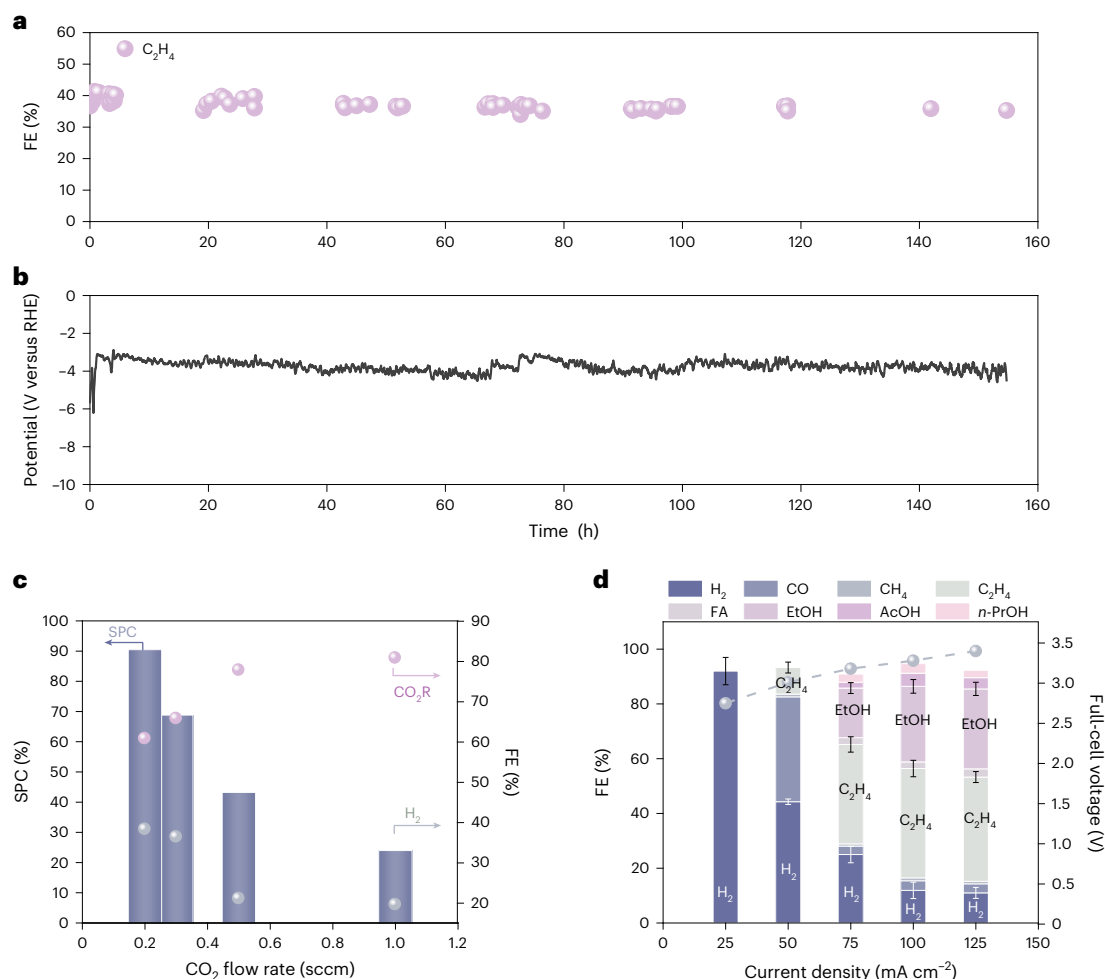 a
C₂H₄
FE (%)
60
50
40
30
20
10
0
0 20 40 60 80 100 120 140 160
b
Potential (V versus RHE)
0
−2
−4
−6
−8
−10
0 20 40 60 80 100 120 140 160
Time (h)
c
SPC (%)
100
90
80
70
60
50
40
30
20
10
0
SPC
CO₂R
H₂
90
80
70
60
50
40
30
20
FE (%)
0 0.2 0.4 0.6 0.8 1.0 1.2
CO₂ flow rate (sccm)
d
H₂ CO CH₄ C₂H₄
FA EtOH AcOH n-PrOH
FE (%)
100
80
60
40
20
0
C₂H₄
EtOH
EtOH
EtOH
C₂H₄
C₂H₄
C₂H₄
H₂
H₂
H₂
H₂
H₂
3.5
3.0
2.5
2.0
1.5
1.0
0.5
0
Full-cell voltage (V)
0 25 50 75 100 125 150
Current density (mA cm⁻²)